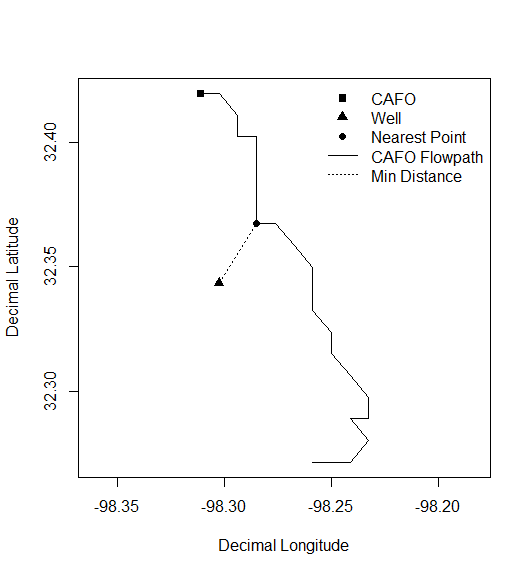 CAFO
Well
Nearest Point
CAFO Flowpath
Min Distance
32.40
32.35
32.30
Decimal Latitude
-98.35 -98.30 -98.25 -98.20
Decimal Longitude